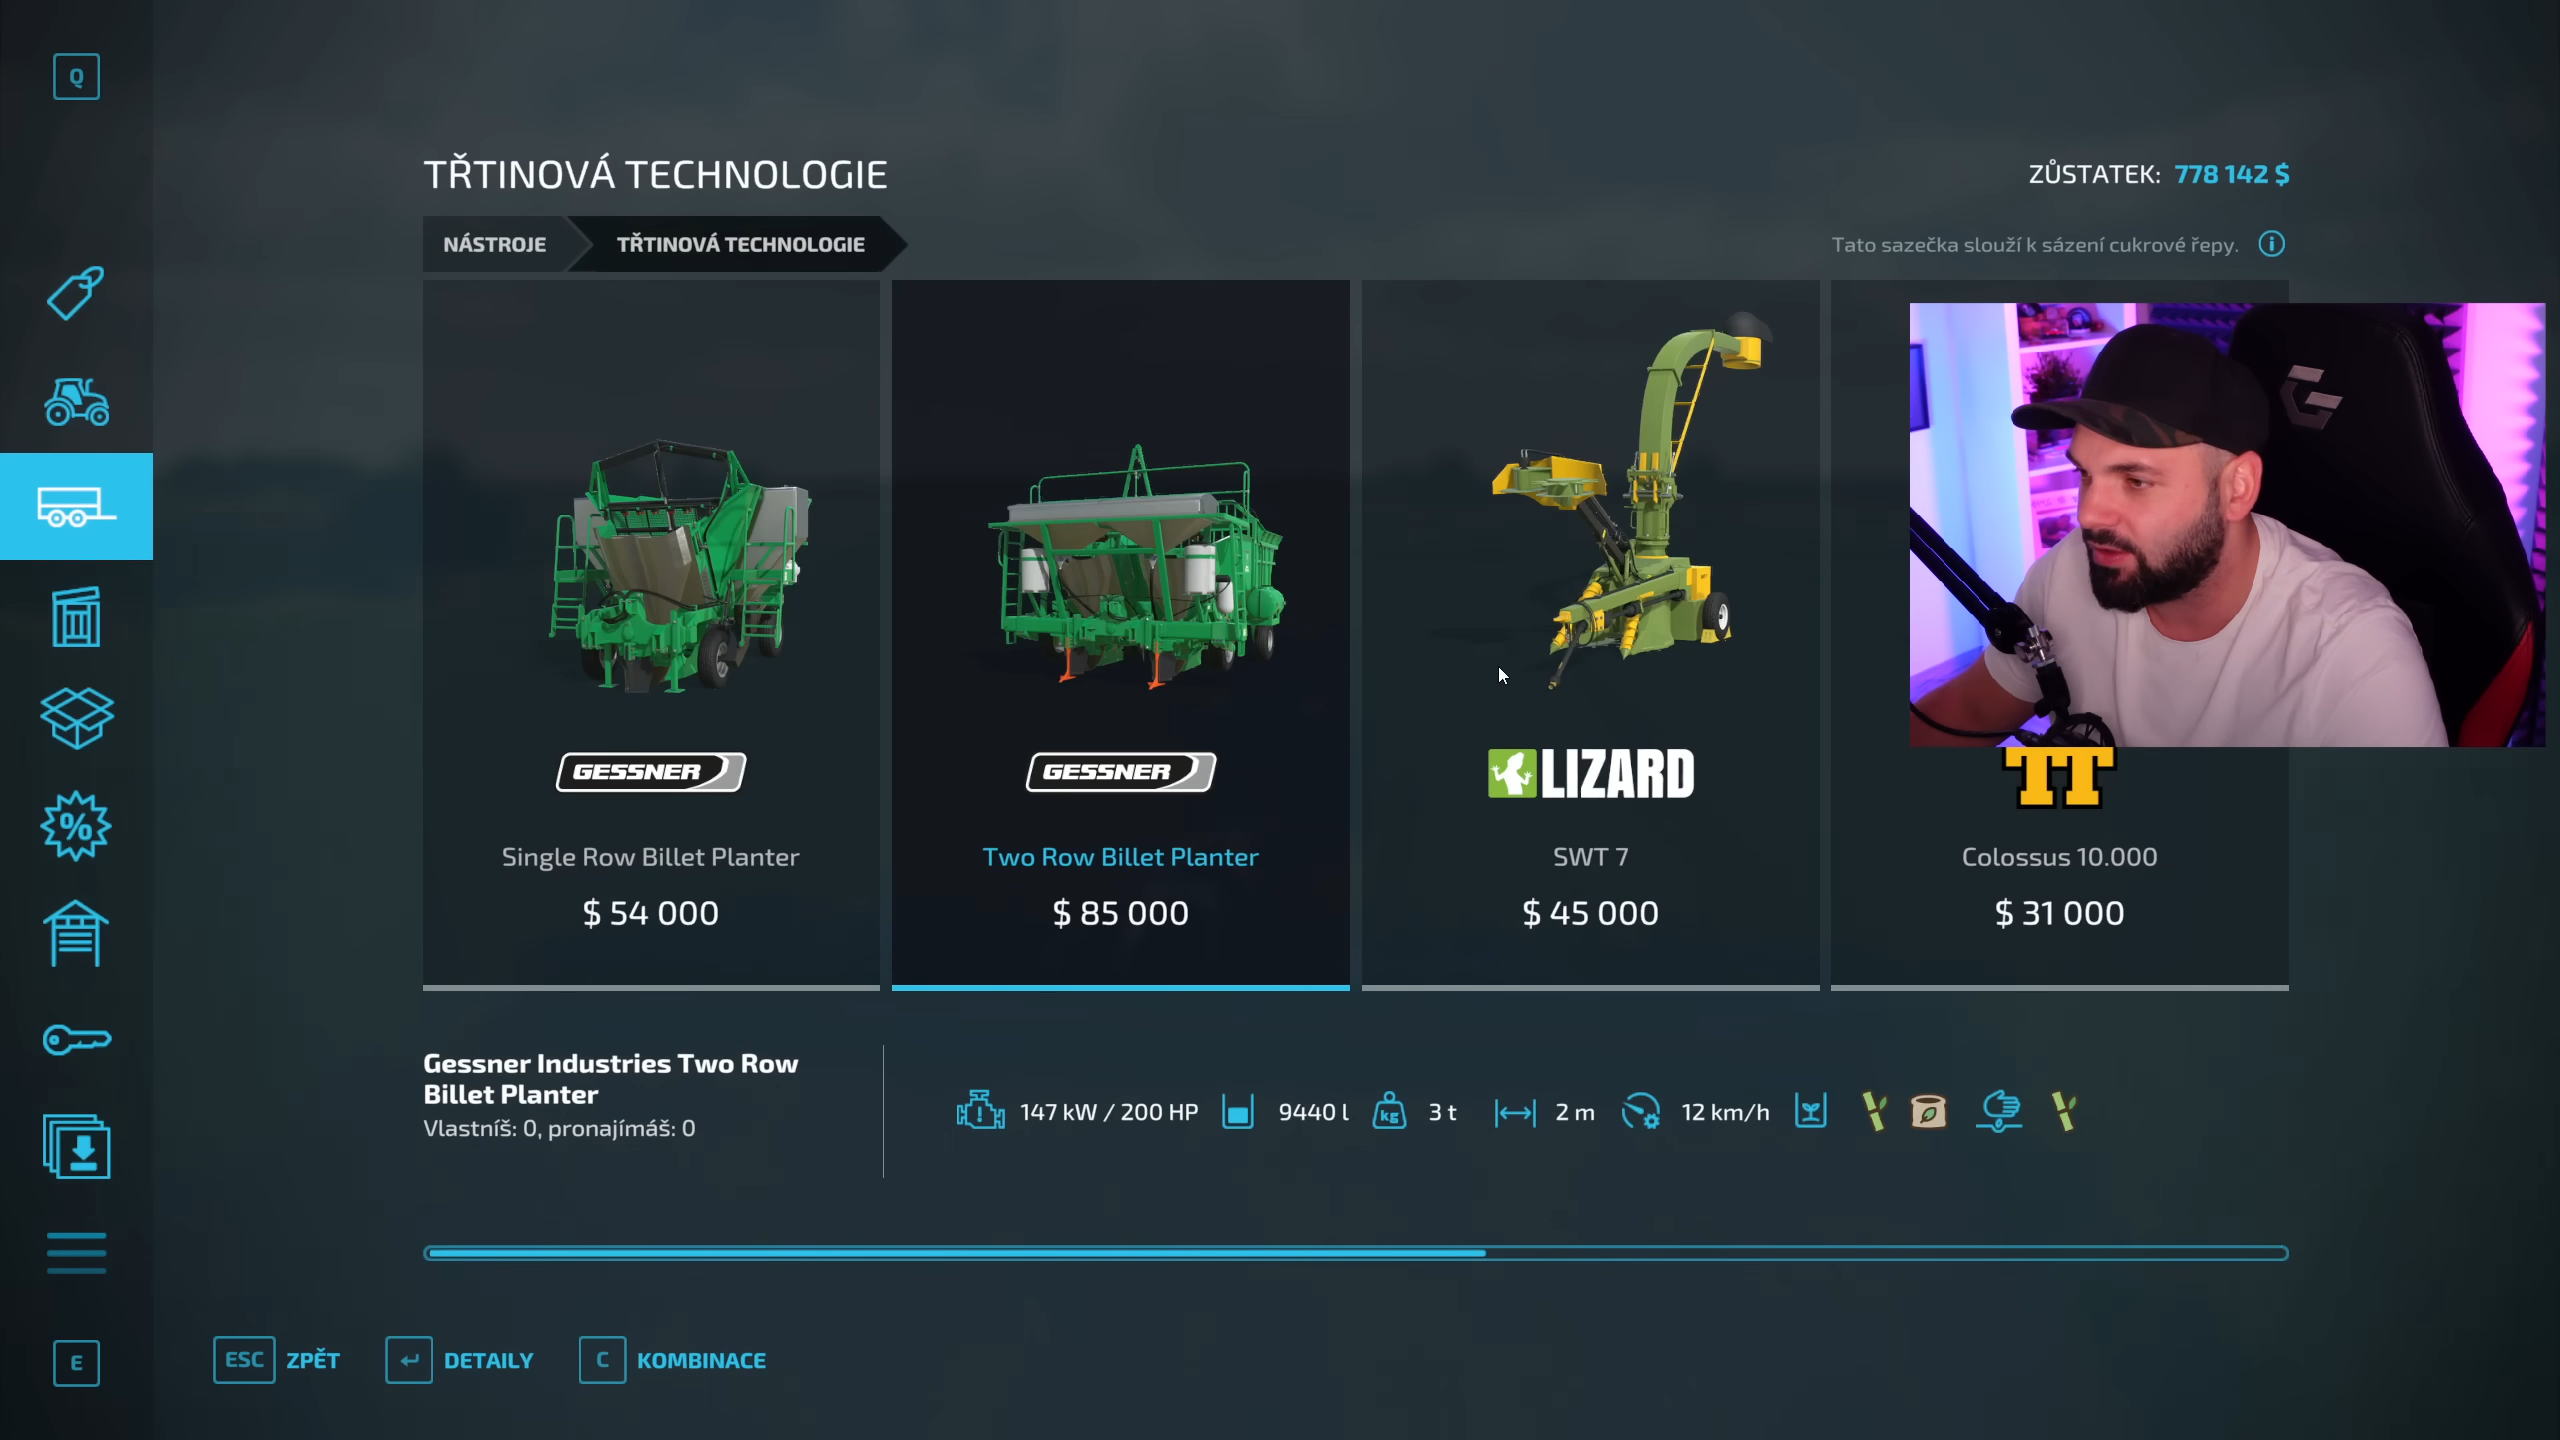 Q
TŘTINOVÁ TECHNOLOGIE
ZŮSTATEK: 778 142 $
NÁSTROJE
TŘTINOVÁ TECHNOLOGIE
Tato sazečka slouží k sázení cukrové řepy.
GESSNER
GESSNER
LIZARD
TT
Single Row Billet Planter
Two Row Billet Planter
SWT 7
Colossus 10.000
$ 54 000
$ 85 000
$ 45 000
$ 31 000
Gessner Industries Two Row
Billet Planter
Vlastníš: 0, pronajímáš: 0
147 kW / 200 HP
9440 l
kg
3 t
2 m
12 km/h
E
ESC ZPĚT
DETAILY
C KOMBINACE